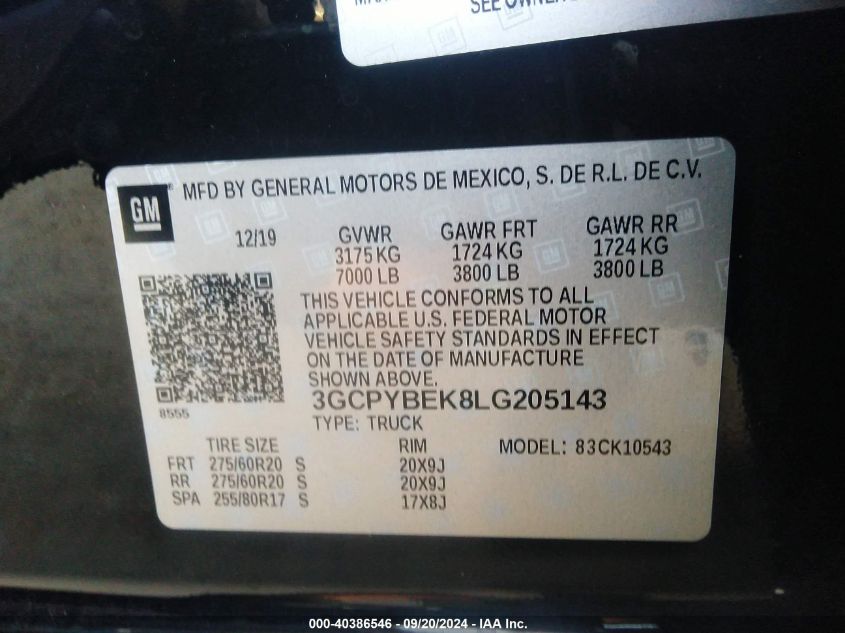 SEE OWNER
GM
MFD BY GENERAL MOTORS DE MEXICO, S. DE R.L. DE C.V.
12/19 GVWR GAWR FRT GAWR RR
3175 KG 1724 KG 1724 KG
7000 LB 3800 LB 3800 LB
THIS VEHICLE CONFORMS TO ALL
APPLICABLE U.S. FEDERAL MOTOR
VEHICLE SAFETY STANDARDS IN EFFECT
ON THE DATE OF MANUFACTURE
SHOWN ABOVE.
8555
3GCPYBEK8LG205143
TYPE: TRUCK
TIRE SIZE RIM MODEL: 83CK10543
FRT 275/60R20 S 20X9J
RR 275/60R20 S 20X9J
SPA 255/80R17 S 17X8J
000-40386546 - 09/20/2024 - IAA Inc.